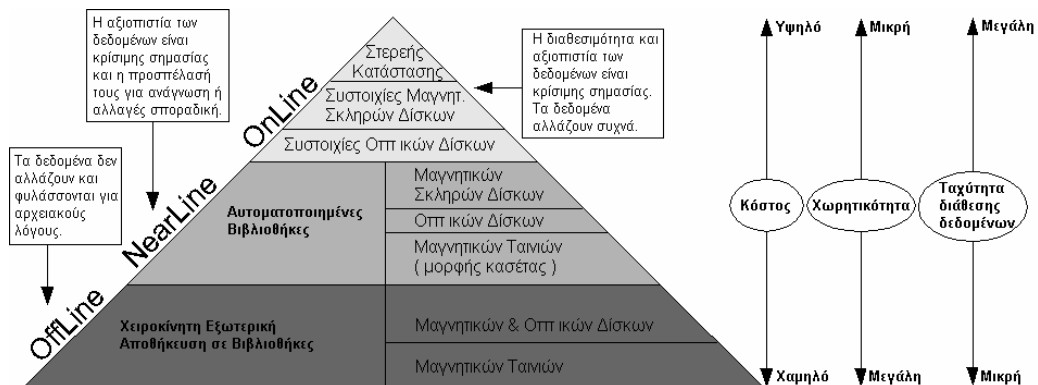 Η αξιοπιστία των
δεδομένων είναι
κρίσιμης σημασίας
και η προσπέλασή
τους για ανάγνωση ή
αλλαγές σποραδική.
Τα δεδομένα δεν
αλλάζουν και
φυλάσσονται για
αρχειακούς
λόγους.
OnLine
NearLine
OffLine
Στερεής
Κατάστασης
Συστοιχίες Μαγνητ.
Σκληρών Δίσκων
Συστοιχίες Οπτικών Δίσκων
Αυτοματοποιημένες
Βιβλιοθήκες
Μαγνητικών
Σκληρών Δίσκων
Οπτικών Δίσκων
Μαγνητικών Ταινιών
( μορφής κασέτας )
Χειροκίνητη Εξωτερική
Αποθήκευση σε Βιβλιοθήκες
Μαγνητικών & Οπτικών Δίσκων
Μαγνητικών Ταινιών
Η διαθεσιμότητα και
αξιοπιστία των
δεδομένων είναι
κρίσιμης σημασίας.
Τα δεδομένα
αλλάζουν συχνά.
Υψηλό
Κόστος
Χαμηλό
Μικρή
Χωρητικότητα
Μεγάλη
Μεγάλη
Ταχύτητα
διάθεσης
δεδομένων
Μικρή